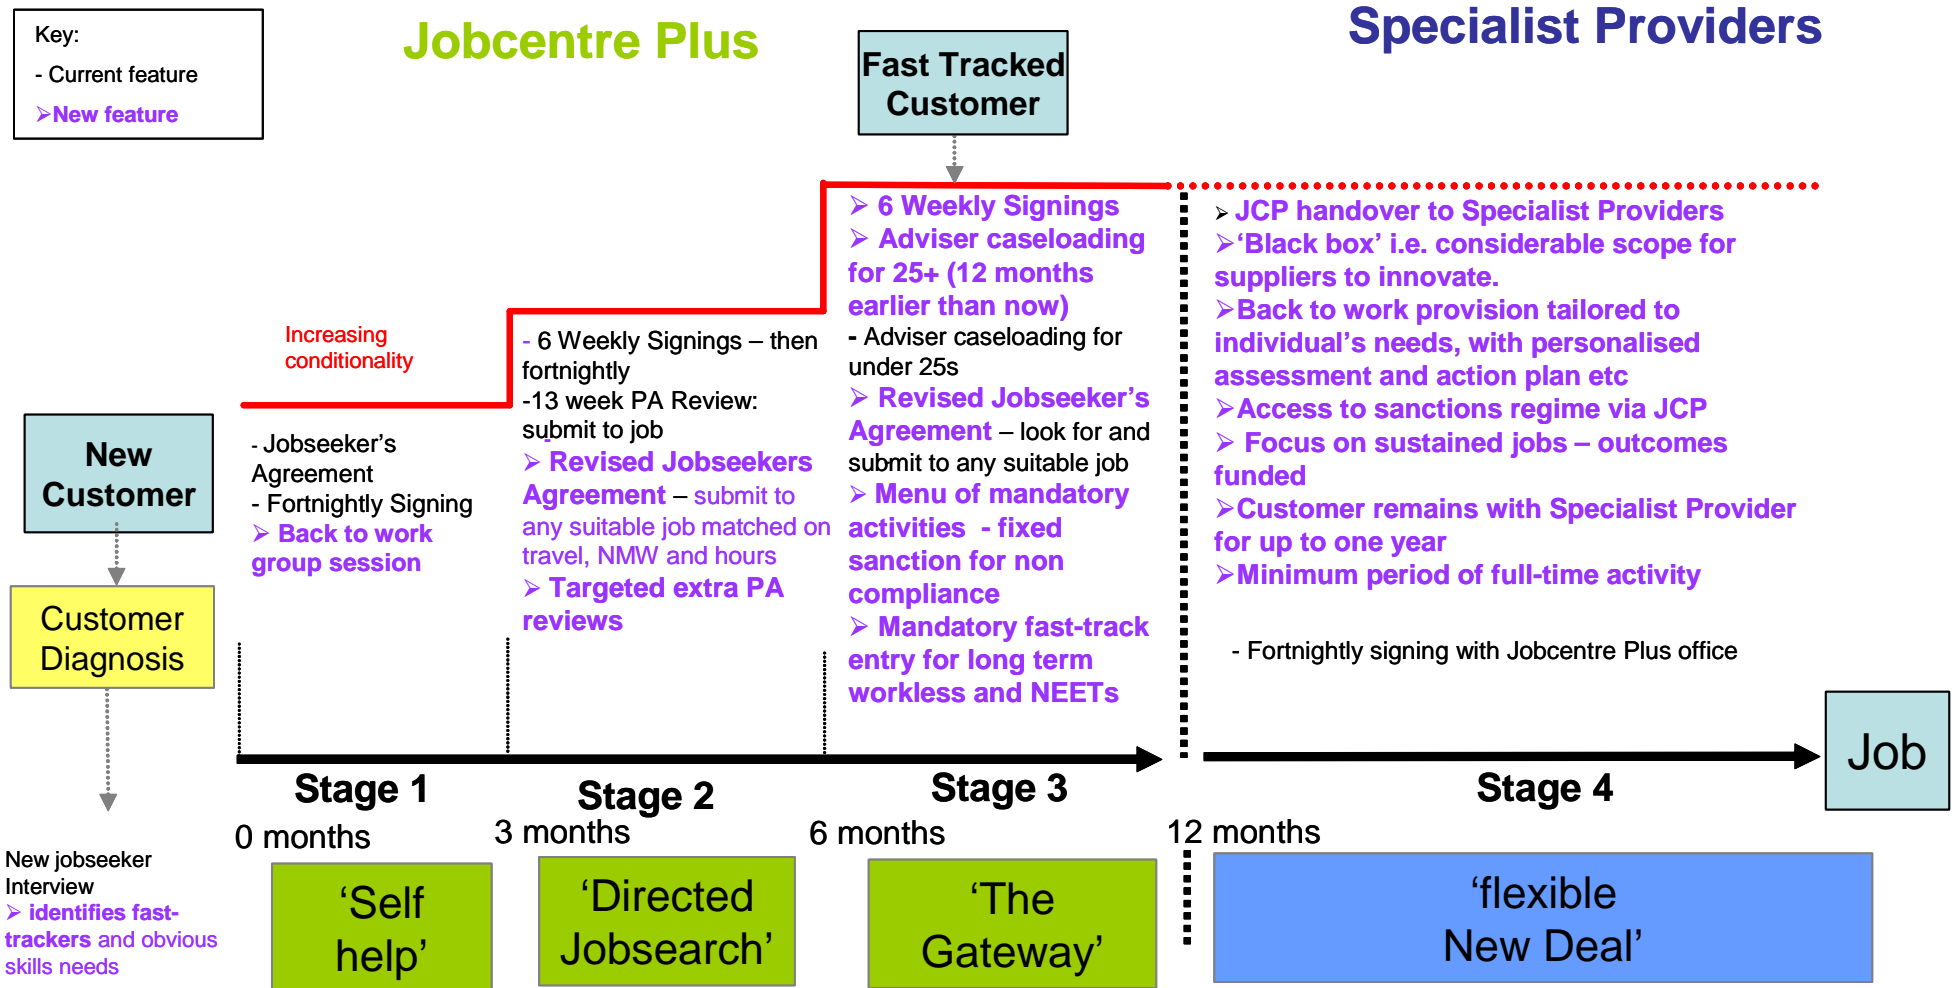 Key:
- Current feature
➢New feature
Jobcentre Plus
Specialist Providers
Fast Tracked
Customer
Increasing
conditionality
New
Customer
Customer
Diagnosis
New jobseeker
Interview
➢ identifies fast-
trackers and obvious
skills needs
- Jobseeker's
Agreement
- Fortnightly Signing
➢ Back to work
group session
- 6 Weekly Signings – then
fortnightly
-13 week PA Review:
submit to job
-
➢ Revised Jobseekers
Agreement – submit to
any suitable job matched on
travel, NMW and hours
➢ Targeted extra PA
reviews
➢ 6 Weekly Signings
➢ Adviser caseloading
for 25+ (12 months
earlier than now)
- Adviser caseloading for
under 25s
➢ Revised Jobseeker's
Agreement – look for and
submit to any suitable job
➢ Menu of mandatory
activities - fixed
sanction for non
compliance
➢ Mandatory fast-track
entry for long term
workless and NEETs
➢ JCP handover to Specialist Providers
➢‘Black box’ i.e. considerable scope for
suppliers to innovate.
➢Back to work provision tailored to
individual’s needs, with personalised
assessment and action plan etc
➢Access to sanctions regime via JCP
➢ Focus on sustained jobs – outcomes
funded
➢Customer remains with Specialist Provider
for up to one year
➢Minimum period of full-time activity
- Fortnightly signing with Jobcentre Plus office
Job
Stage 1
Stage 2
Stage 3
Stage 4
0 months
3 months
6 months
12 months
‘Self
help’
‘Directed
Jobsearch’
‘The
Gateway’
‘flexible
New Deal’